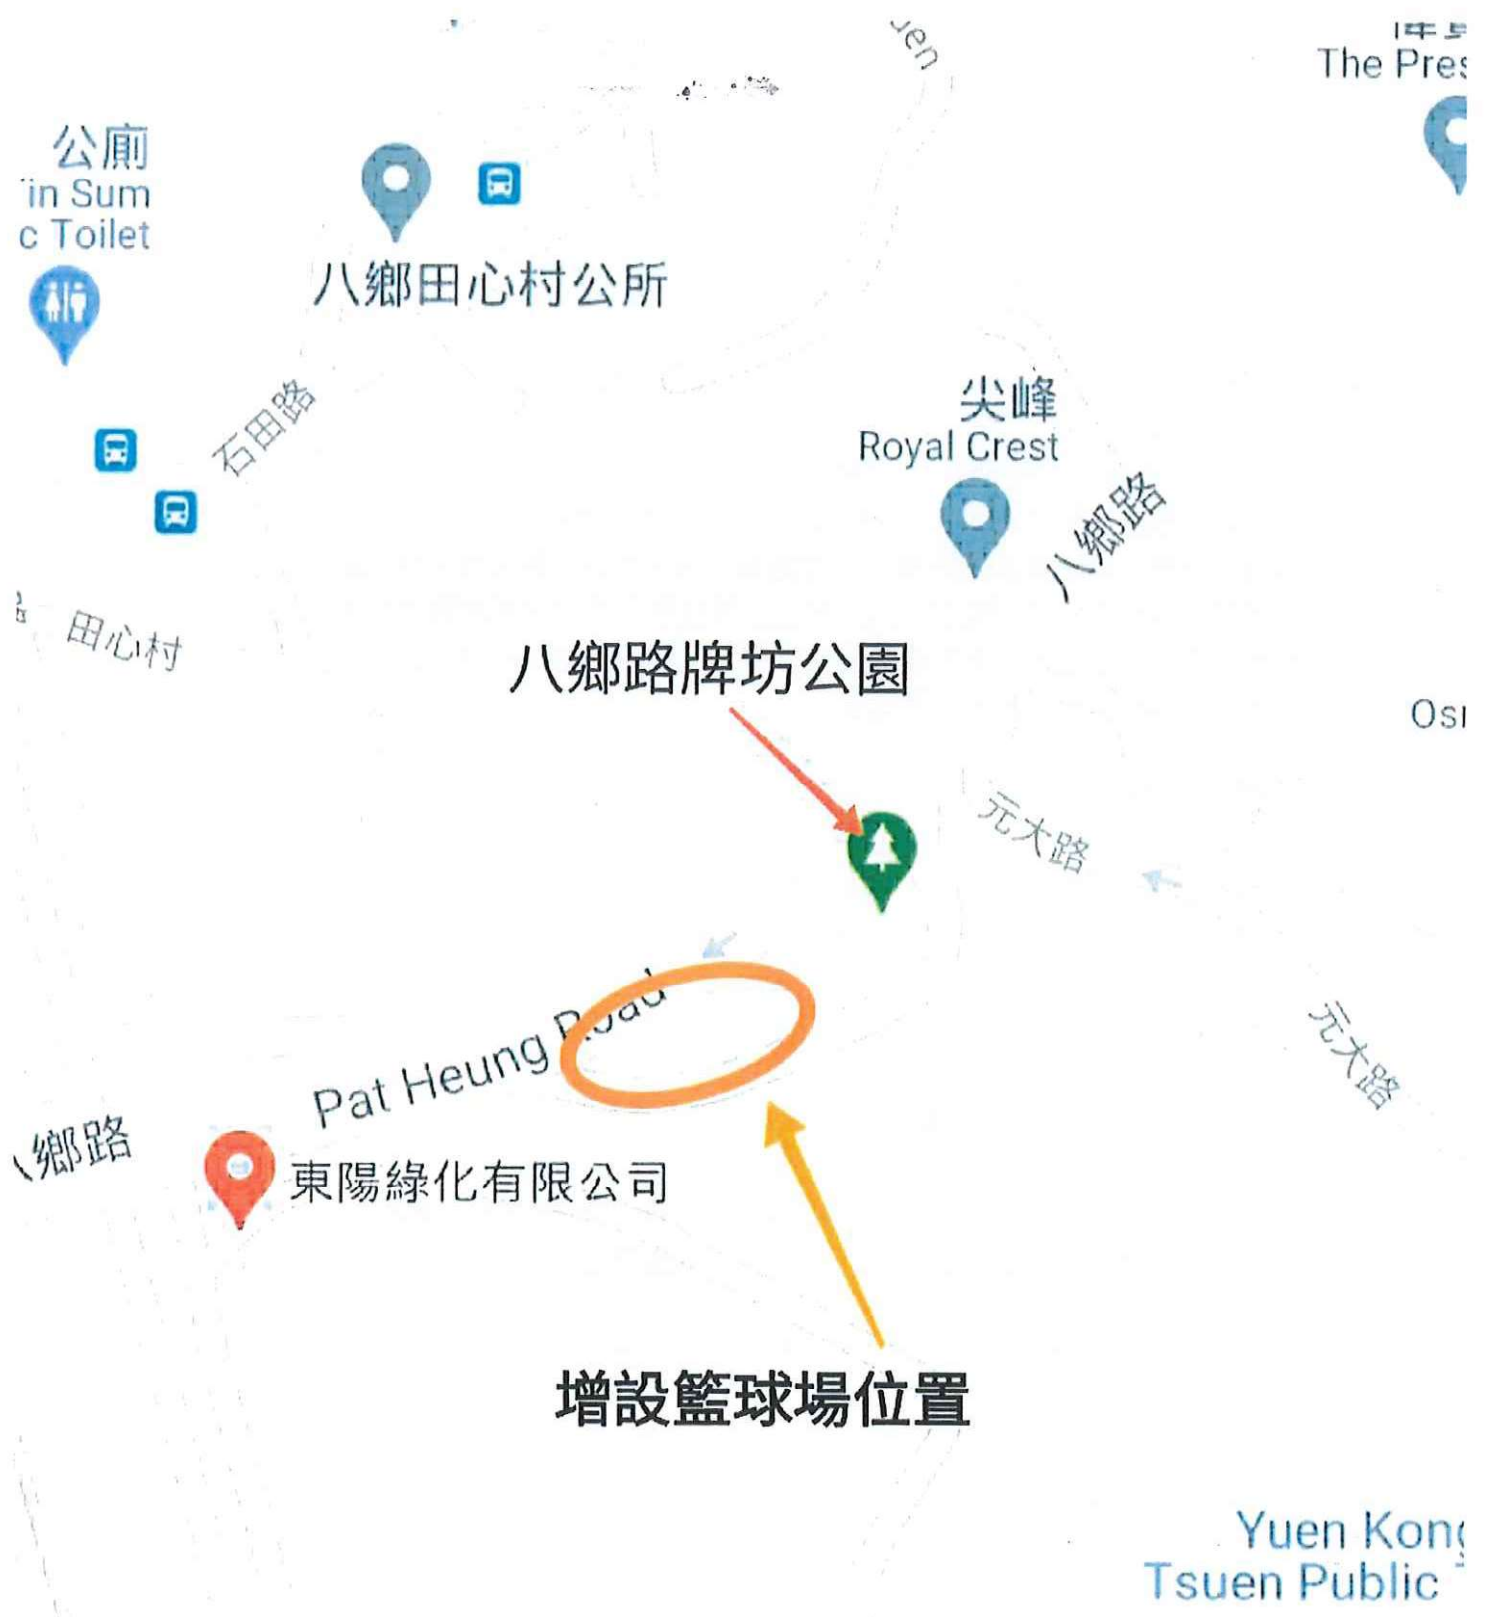 uen
The Pres
公廁
in Sum
c Toilet
八鄉田心村公所
石田路
尖峰
Royal Crest
八鄉路
田心村
八鄉路牌坊公園
Osi
元大路
元大路
Pat Heung Road
鄉路
東陽綠化有限公司
增設籃球場位置
Yuen Kong
Tsuen Public